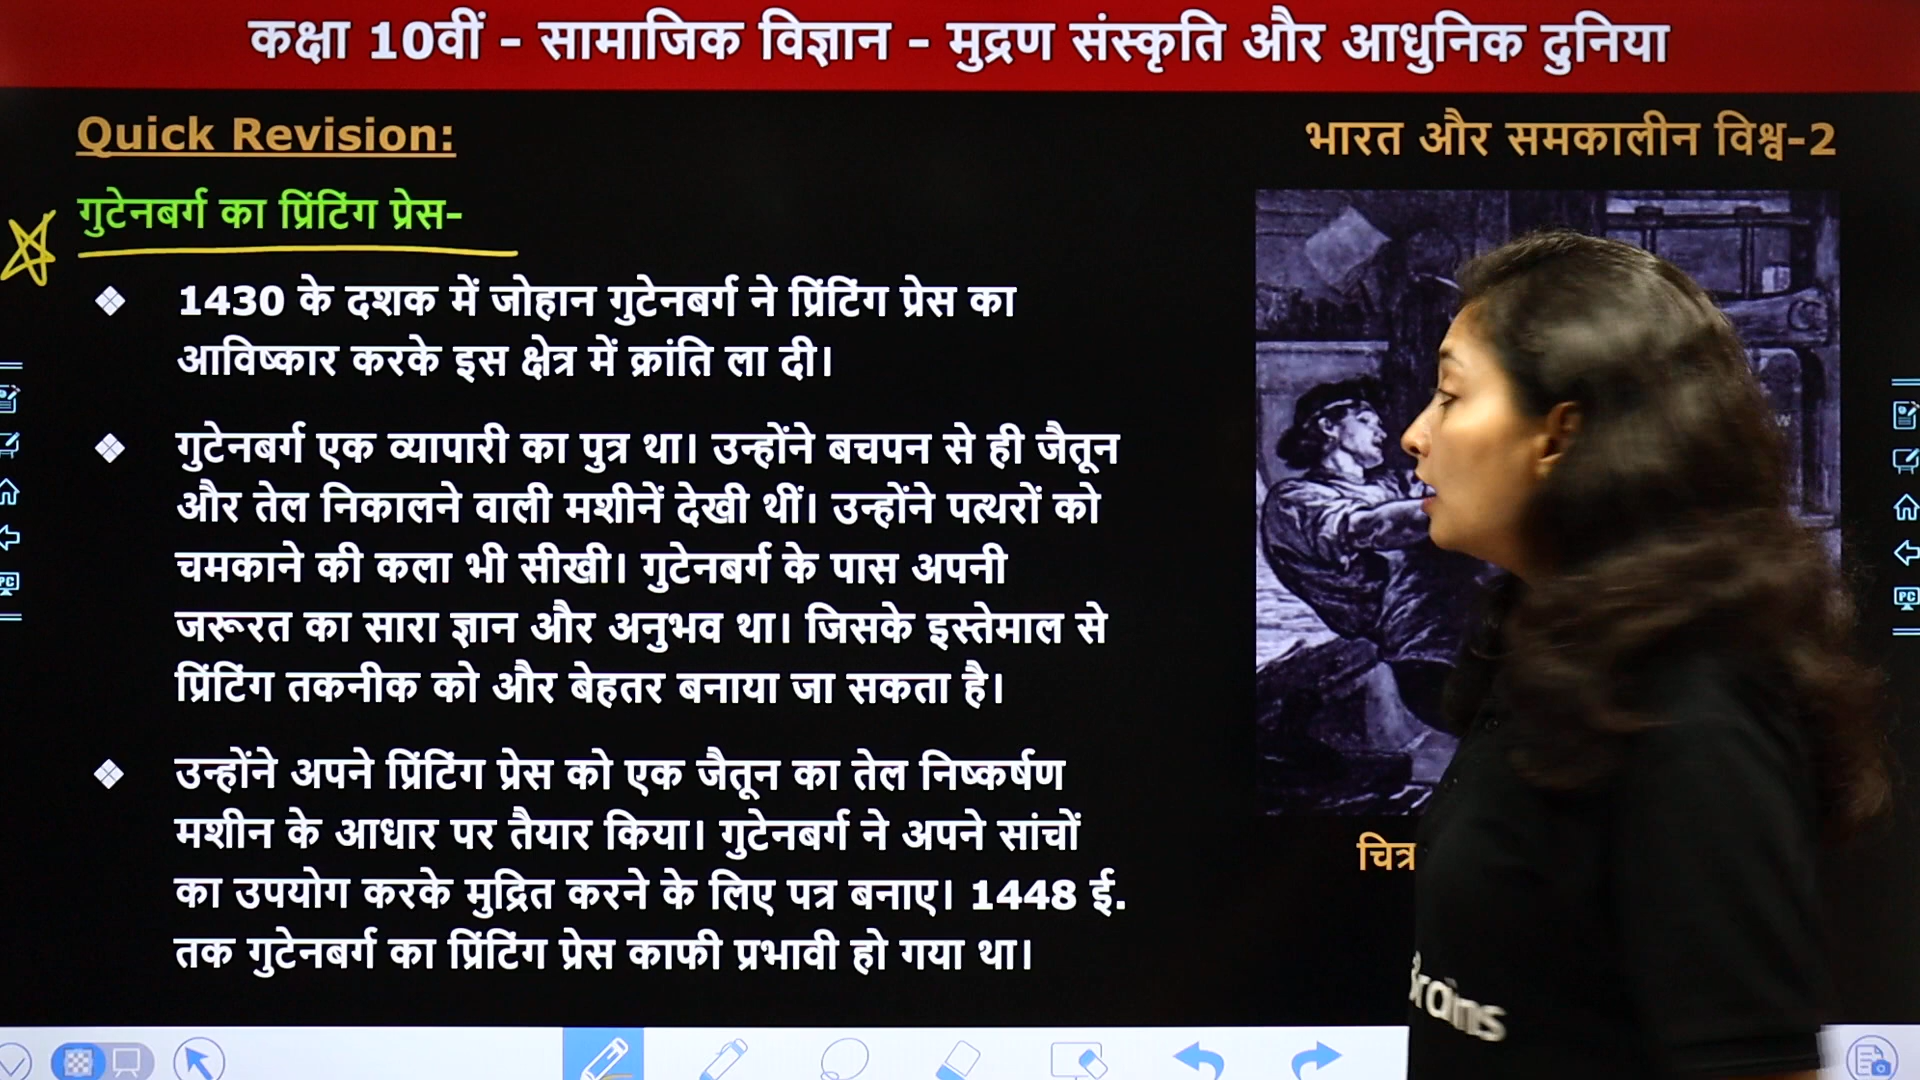 कक्षा 10वीं - सामाजिक विज्ञान - मुद्रण संस्कृति और आधुनिक दुनिया
Quick Revision:
भारत और समकालीन विश्व-2
गुटेनबर्ग का प्रिंटिंग प्रेस-
❖ 1430 के दशक में जोहान गुटेनबर्ग ने प्रिंटिंग प्रेस का
आविष्कार करके इस क्षेत्र में क्रांति ला दी।
❖ गुटेनबर्ग एक व्यापारी का पुत्र था। उन्होंने बचपन से ही जैतून
और तेल निकालने वाली मशीनें देखी थीं। उन्होंने पत्थरों को
चमकाने की कला भी सीखी। गुटेनबर्ग के पास अपनी
जरूरत का सारा ज्ञान और अनुभव था। जिसके इस्तेमाल से
प्रिंटिंग तकनीक को और बेहतर बनाया जा सकता है।
❖ उन्होंने अपने प्रिंटिंग प्रेस को एक जैतून का तेल निष्कर्षण
मशीन के आधार पर तैयार किया। गुटेनबर्ग ने अपने सांचों
का उपयोग करके मुद्रित करने के लिए पत्र बनाए। 1448 ई.
तक गुटेनबर्ग का प्रिंटिंग प्रेस काफी प्रभावी हो गया था।
चित्र
PC
PC